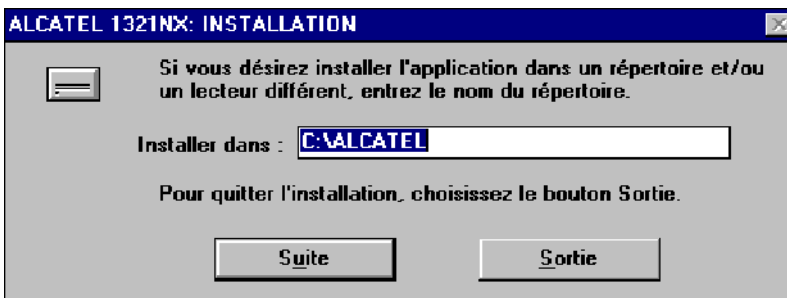 ALCATEL 1321NX: INSTALLATION
Si vous désirez installer l'application dans un répertoire et/ou
un lecteur différent, entrez le nom du répertoire.
Installer dans : C:\ALCATEL
Pour quitter l'installation, choisissez le bouton Sortie.
Suite Sortie